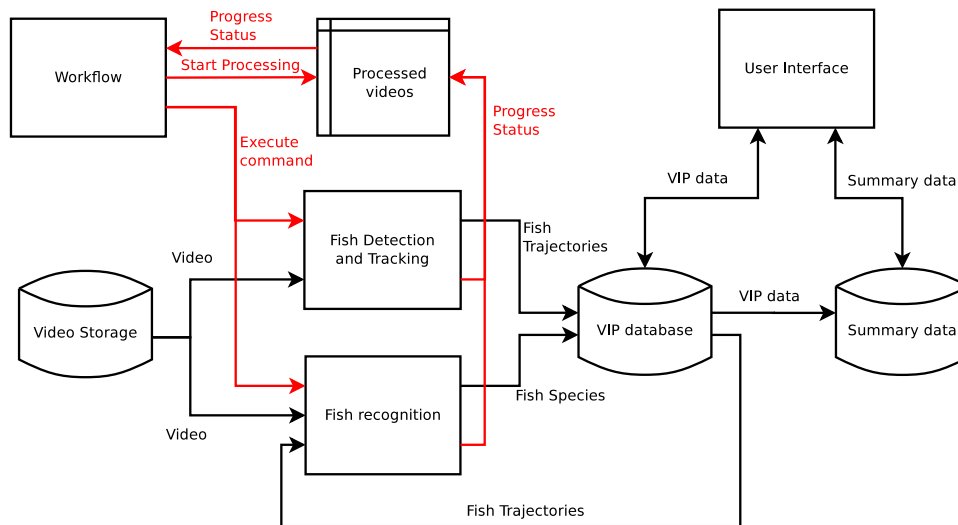 Progress
Status
Workflow
Start Processing
Processed
videos
User Interface
Progress
Status
Execute
command
VIP data
Summary data
Fish Detection
and Tracking
Fish
Trajectories
Video
Video Storage
VIP data
VIP database
Summary data
Fish recognition
Fish Species
Video
Fish Trajectories